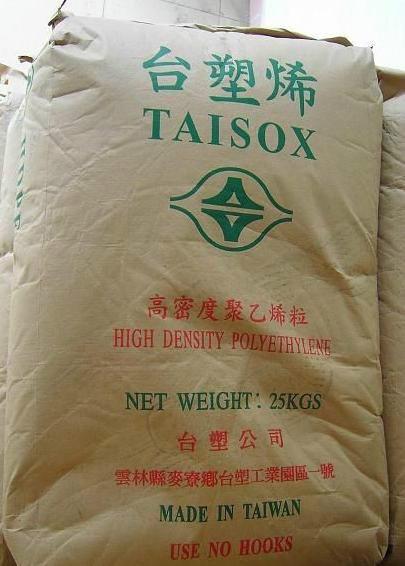 台塑烯
TAISOX
高密度聚乙烯粒
HIGH DENSITY POLYETHYLENE
NET WEIGHT: 25KGS
台塑公司
雲林縣麥寮鄉台塑工業園區一號
MADE IN TAIWAN
USE NO HOOKS